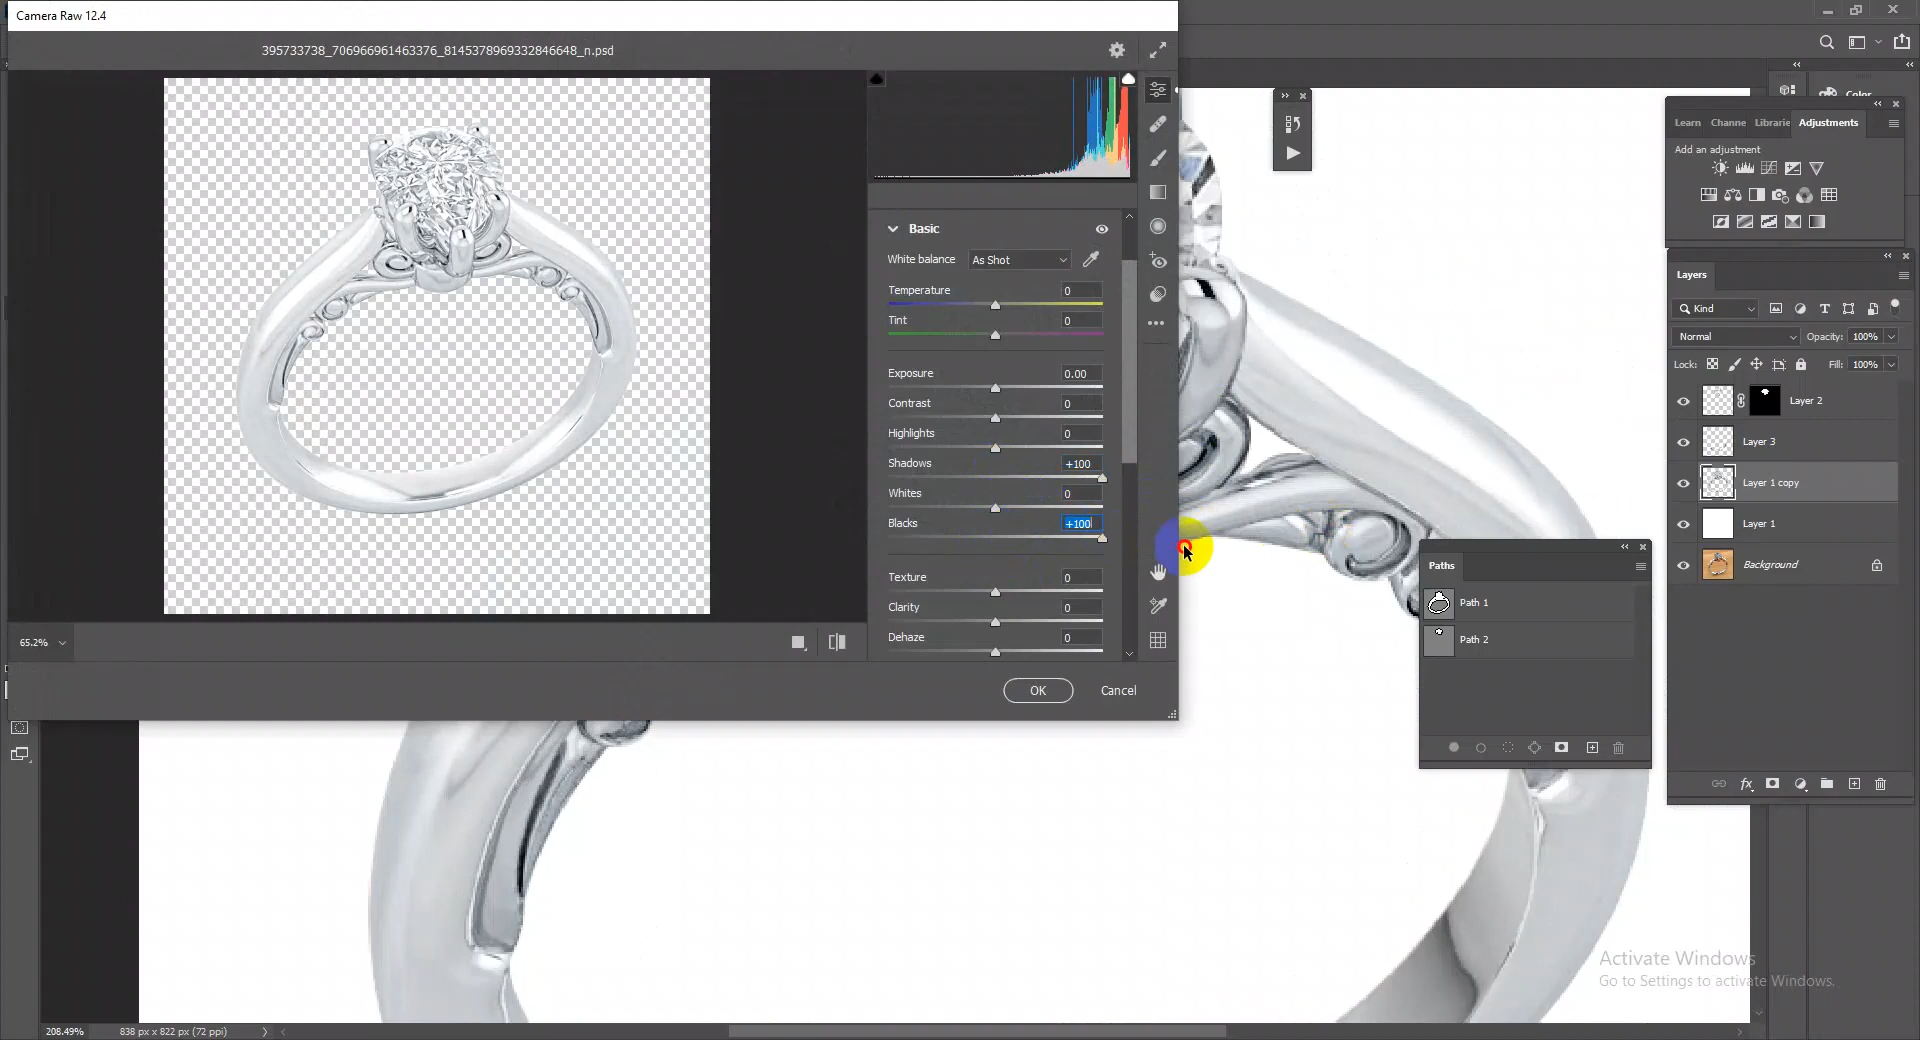 Camera Raw 12.4
395733738_706966961463376_8145378969332846648_n.psd
Basic
White balance As Shot
Temperature 0
Tint 0
Exposure 0.00
Contrast 0
Highlights 0
Shadows +100
Whites 0
Blacks +100
Texture 0
Clarity 0
Dehaze 0
65.2%
OK Cancel
Color
Learn Channe Librarie Adjustments
Add an adjustment
Layers
Kind
Normal Opacity: 100%
Lock: Fill: 100%
Layer 2
Layer 3
Layer 1 copy
Layer 1
Background
Paths
Path 1
Path 2
Activate Windows
Go to Settings to activate Windows.
208.49% 838 px x 822 px (72 ppi)